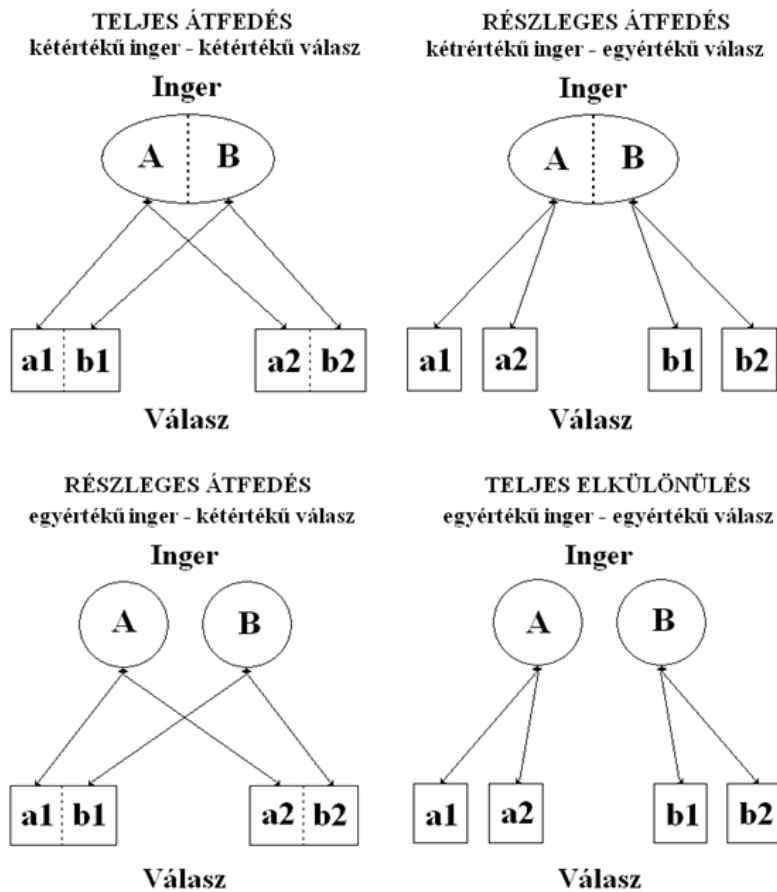 TELJES ÁTFEDÉS
kétértékű inger - kétértékű válasz
Inger
A B
a1 b1 a2 b2
Válasz
RÉSZLEGES ÁTFEDÉS
kétrértékű inger - egyértékű válasz
Inger
A B
a1 a2 b1 b2
Válasz
RÉSZLEGES ÁTFEDÉS
egyértékű inger - kétértékű válasz
Inger
A B
a1 b1 a2 b2
Válasz
TELJES ELKÜLÖNÜLÉS
egyértékű inger - egyértékű válasz
Inger
A B
a1 a2 b1 b2
Válasz